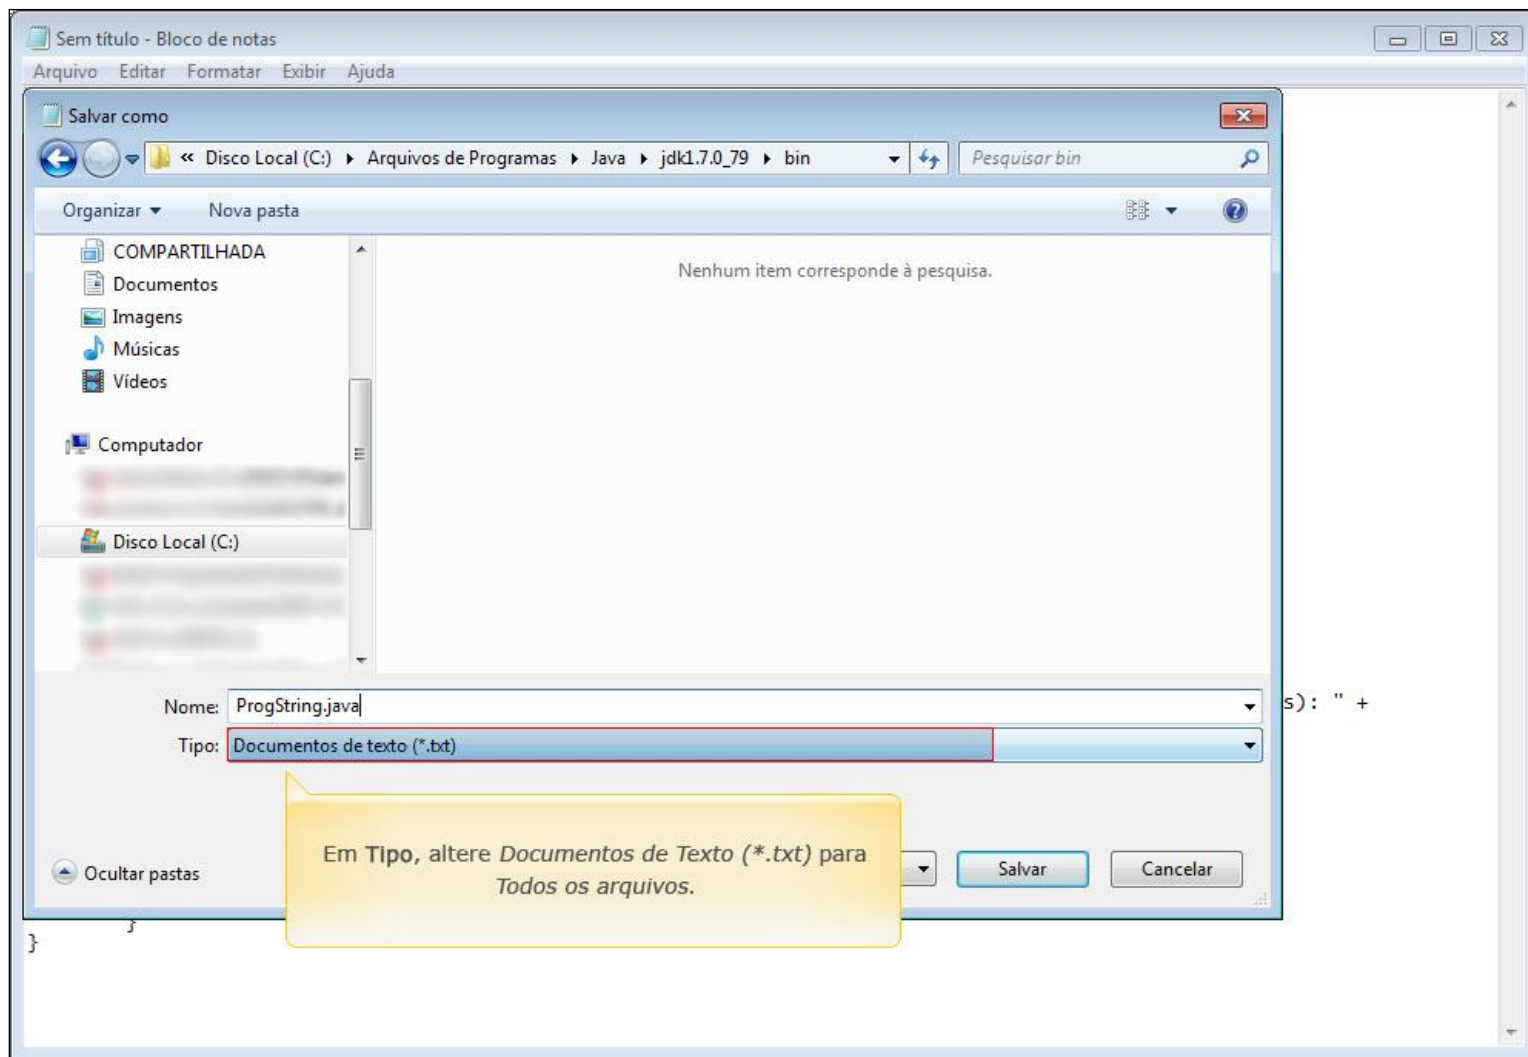 Sem título - Bloco de notas
Arquivo Editar Formatar Exibir Ajuda
Salvar como
« Disco Local (C:) Arquivos de Programas Java jdk1.7.0_79 bin
Pesquisar bin
Organizar Nova pasta
COMPARTILHADA
Documentos
Imagens
Músicas
Vídeos
Computador
Disco Local (C:)
Nenhum item corresponde à pesquisa.
Nome: ProgString.java
s): " +
Tipo: Documentos de texto (*.txt)
Em Tipo, altere Documentos de Texto (*.txt) para
Todos os arquivos.
Ocultar pastas
Salvar
Cancelar
}
}